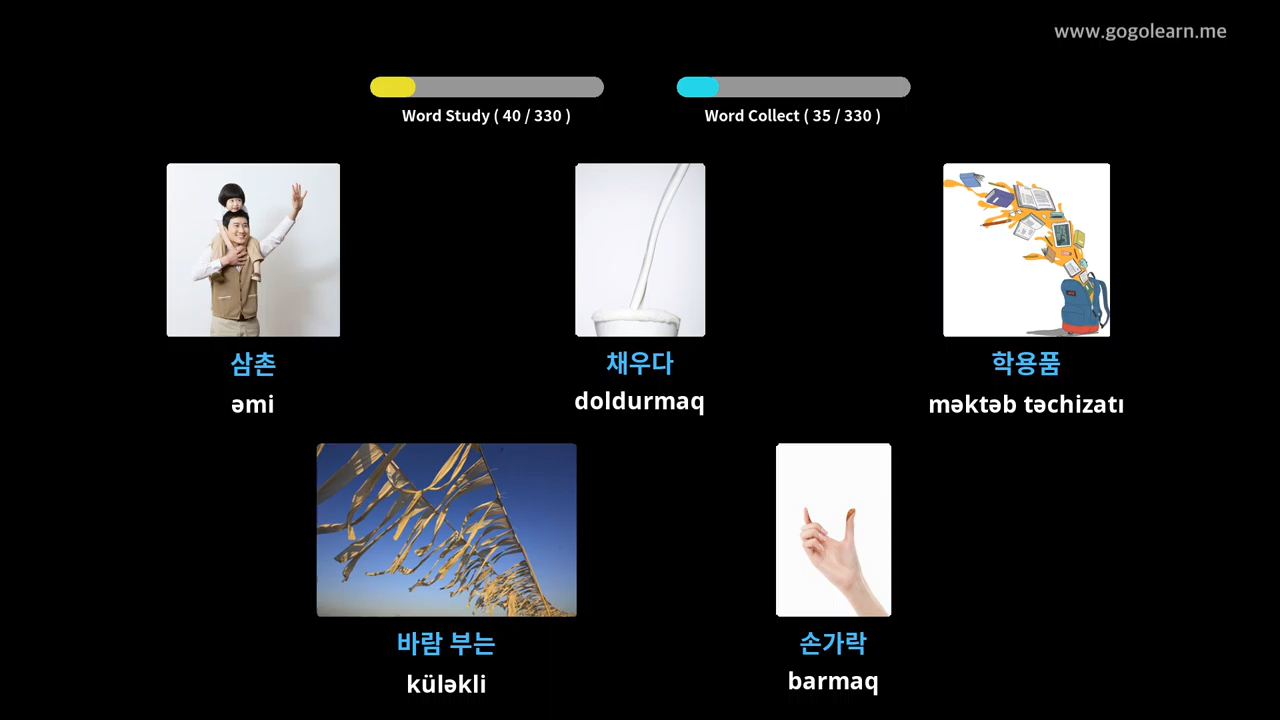 www.gogolearn.me
Word Study ( 40 / 330 )
Word Collect ( 35 / 330 )
삼촌
əmi
채우다
doldurmaq
학용품
məktəb təchizatı
바람 부는
küləkli
손가락
barmaq